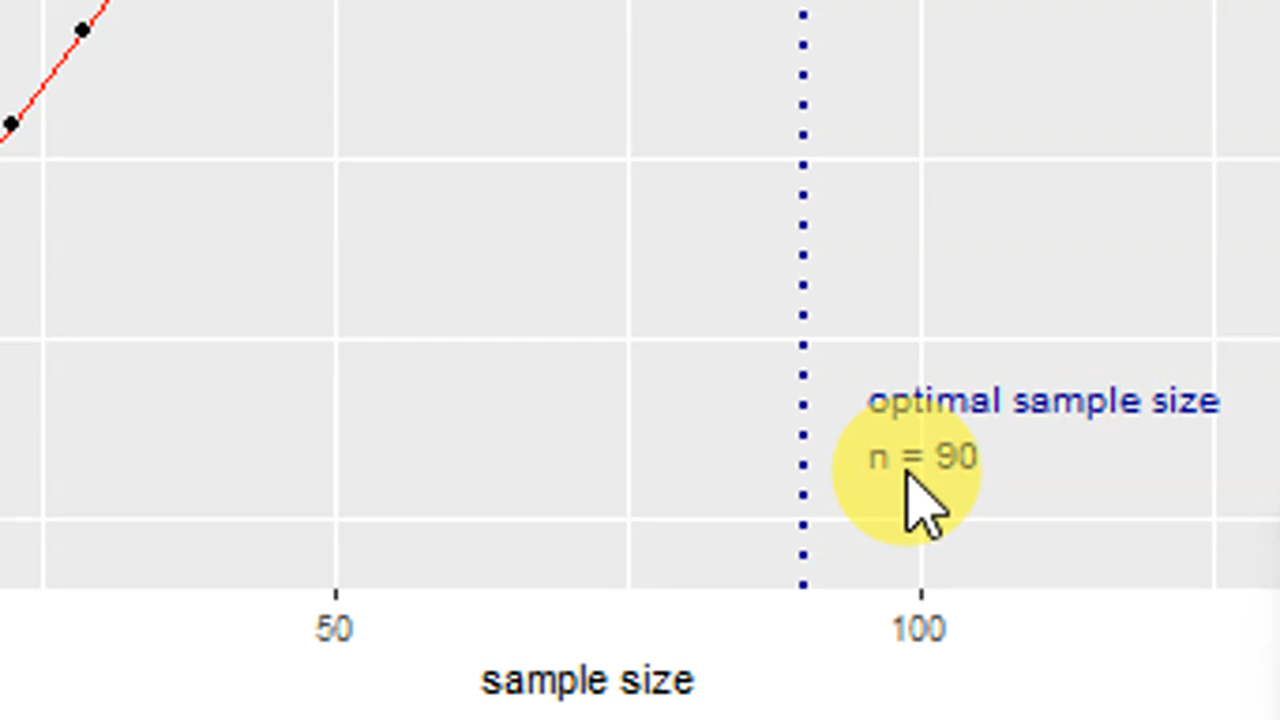 optimal sample size
n = 90
50
100
sample size